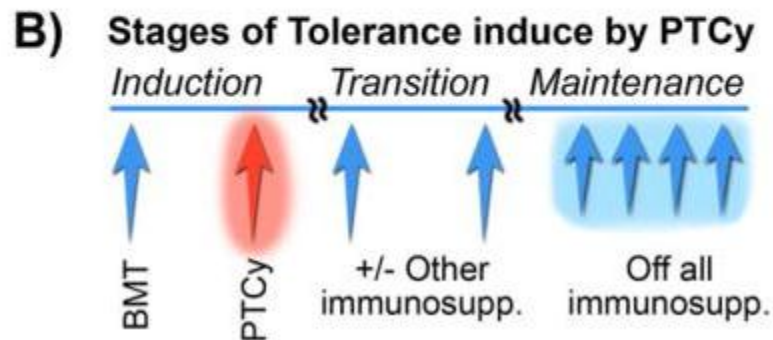 B) Stages of Tolerance induce by PTCy
Induction Transition Maintenance
BMT
PTCy
+/- Other
immunosupp.
Off all
immunosupp.